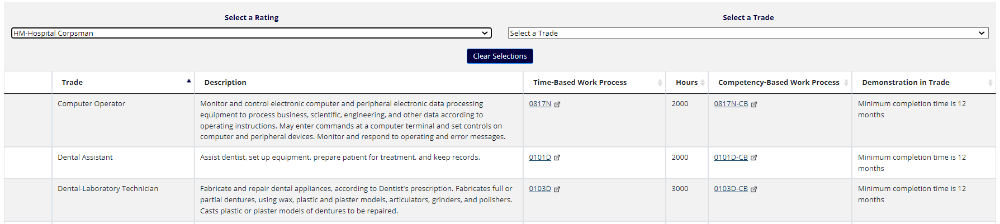 Select a Rating
Select a Trade
HM-Hospital Corpsman
Select a Trade
Clear Selections
Trade
Description
Time-Based Work Process
Hours
Competency-Based Work Process
Demonstration in Trade
Computer Operator
Monitor and control electronic computer and peripheral electronic data processing
equipment to process business, scientific, engineering, and other data according to
operating instructions. May enter commands at a computer terminal and set controls on
computer and peripheral devices. Monitor and respond to operating and error messages.
0817N
2000
0817N-CB
Minimum completion time is 12
months
Dental Assistant
Assist dentist, set up equipment. prepare patient for treatment. and keep records.
0101D
2000
0101D-CB
Minimum completion time is 12
months
Dental-Laboratory Technician
Fabricate and repair dental appliances, according to Dentist's prescription. Fabricates full or
partial dentures, using wax, plastic and plaster models, articulators, grinders, and polishers.
Casts plastic or plaster models of dentures to be repaired.
0103D
3000
0103D-CB
Minimum completion time is 12
months